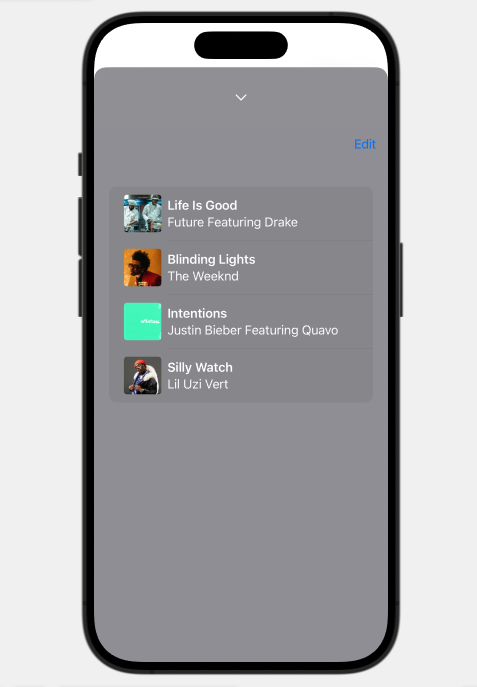 Edit
Life Is Good
Future Featuring Drake
Blinding Lights
The Weeknd
Intentions
Justin Bieber Featuring Quavo
Silly Watch
Lil Uzi Vert